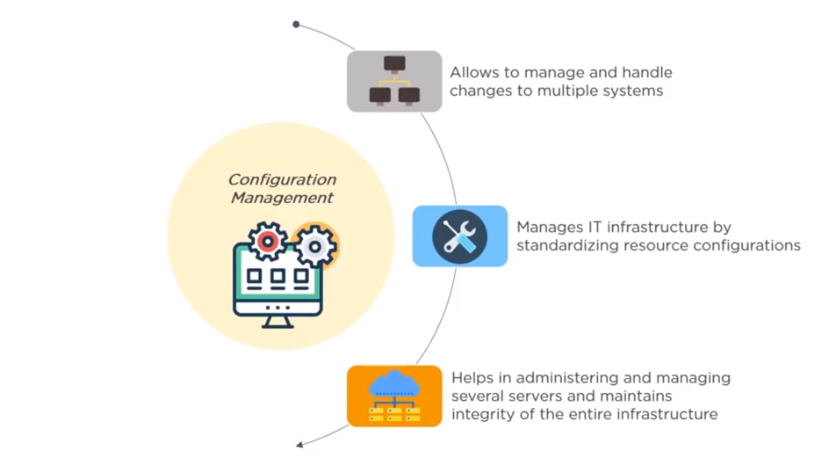 Configuration
Management
Allows to manage and handle
changes to multiple systems
Manages IT infrastructure by
standardizing resource configurations
Helps in administering and managing
several servers and maintains
integrity of the entire infrastructure